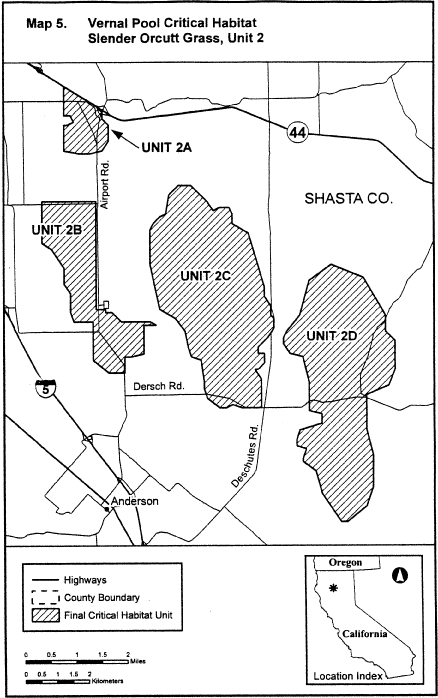 Map 5. Vernal Pool Critical Habitat
Slender Orcutt Grass, Unit 2
44
UNIT 2A
Airport Rd.
SHASTA CO.
UNIT 2B
UNIT 2C
UNIT 2D
5
Dersch Rd.
Deschutes Rd.
Anderson
Highways
County Boundary
Final Critical Habitat Unit
0 0.5 1 1.5 2
Miles
0 0.5 1 1.5 2
Kilometers
Oregon
California
Location Index